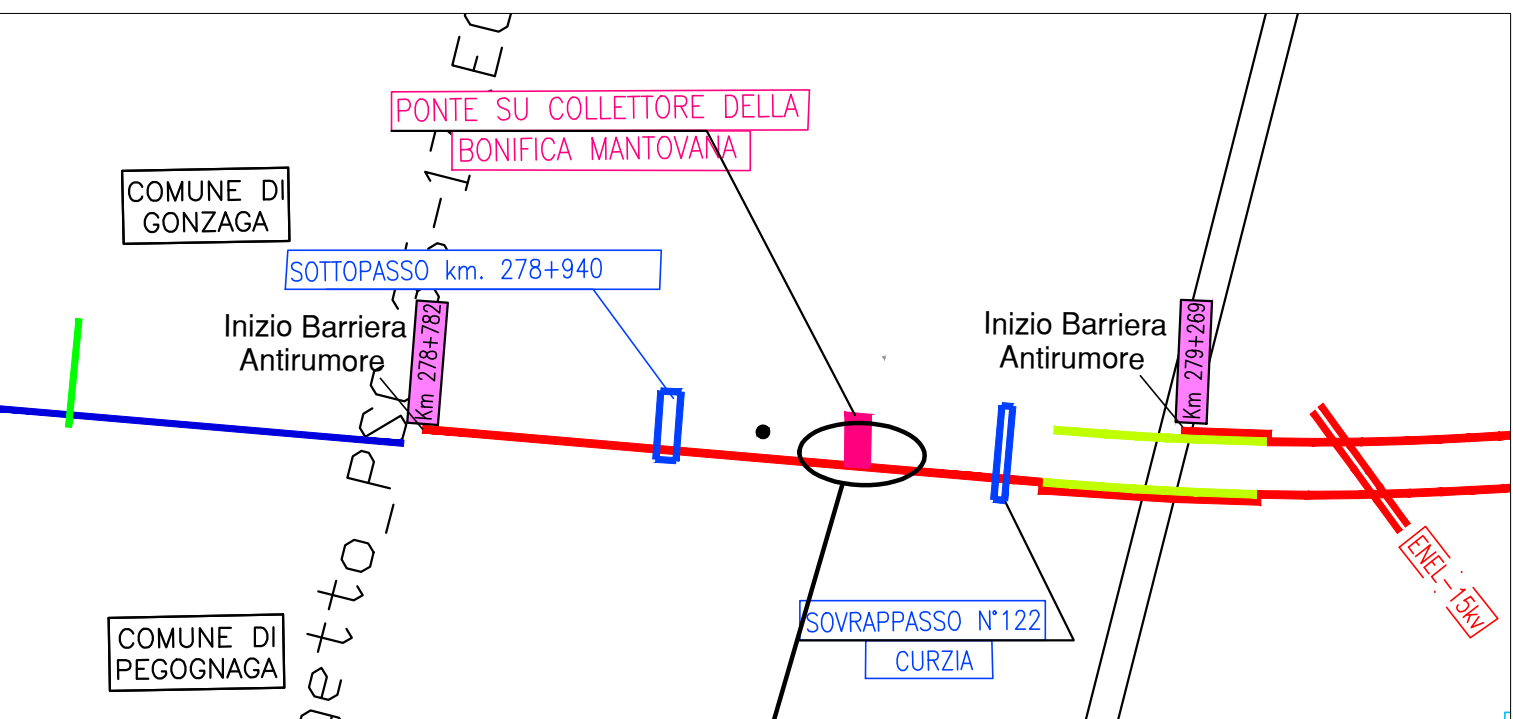 PONTE SU COLLETTORE DELLA
BONIFICA MANTOVANA
COMUNE DI
GONZAGA
SOTTOPASSO km. 278+940
Inizio Barriera
Antirumore
Km 278+782
Inizio Barriera
Antirumore
Km 279+269
ENEL-15kv
SOVRAPPASSO N°122
CURZIA
COMUNE DI
PEGOGNAGA